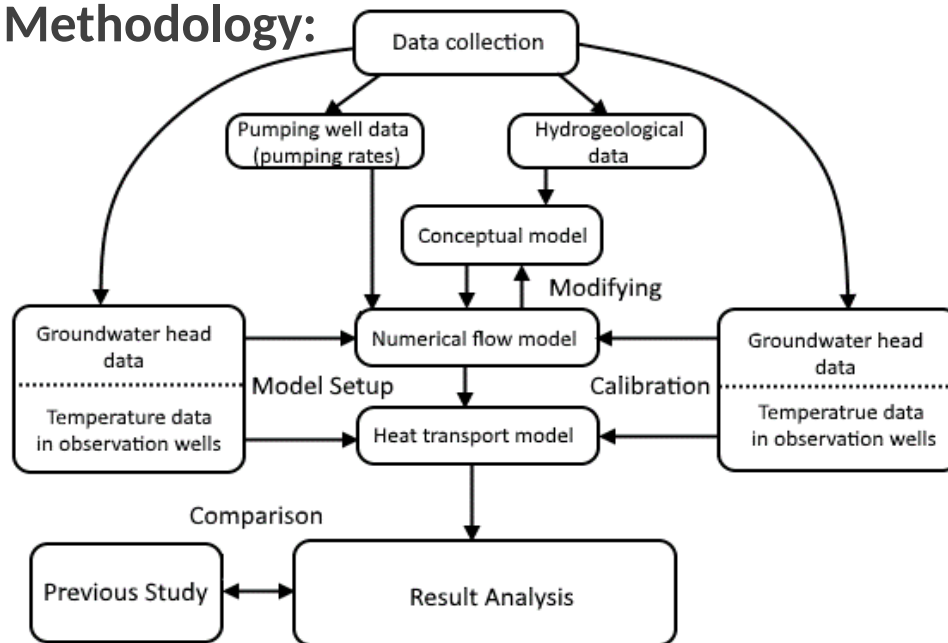 Methodology:
Data collection
Pumping well data
(pumping rates)
Hydrogeological
data
Conceptual model
Modifying
Groundwater head
data
Numerical flow model
Groundwater head
data
Model Setup
Calibration
Temperature data
in observation wells
Heat transport model
Temperatrue data
in observation wells
Comparison
Previous Study
Result Analysis